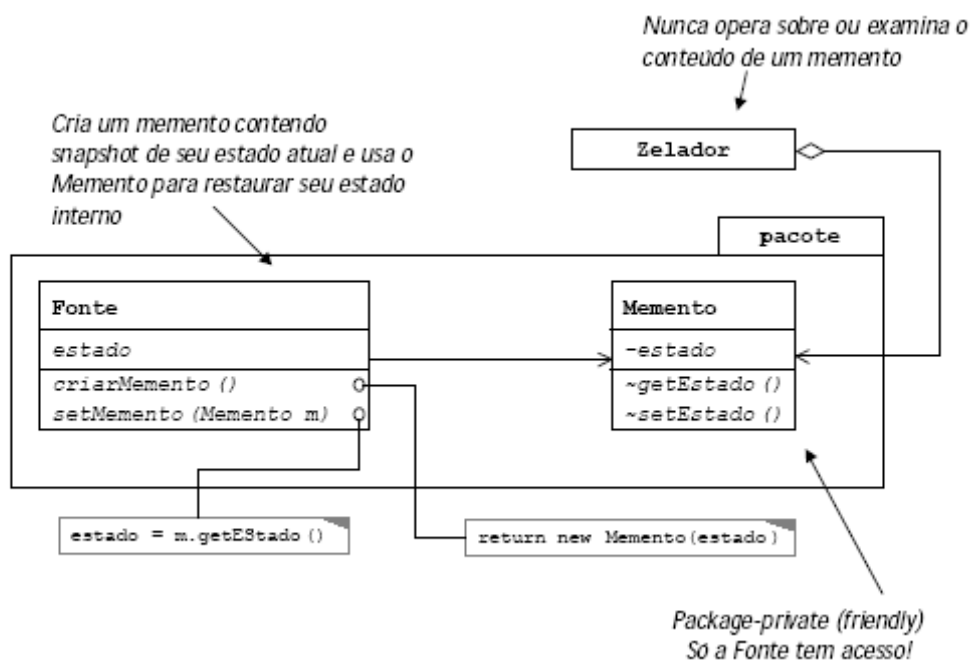 Nunca opera sobre ou examina o
conteúdo de um memento
Cria um memento contendo
snapshot de seu estado atual e usa o
Memento para restaurar seu estado
interno
Zelador
pacote
Fonte
estado
criarMemento ()
setMemento (Memento m)
Memento
-estado
~getEstado ()
~setEstado ()
estado = m.getEStado ()
return new Memento(estado)
Package-private (friendly)
Só a Fonte tem acesso!